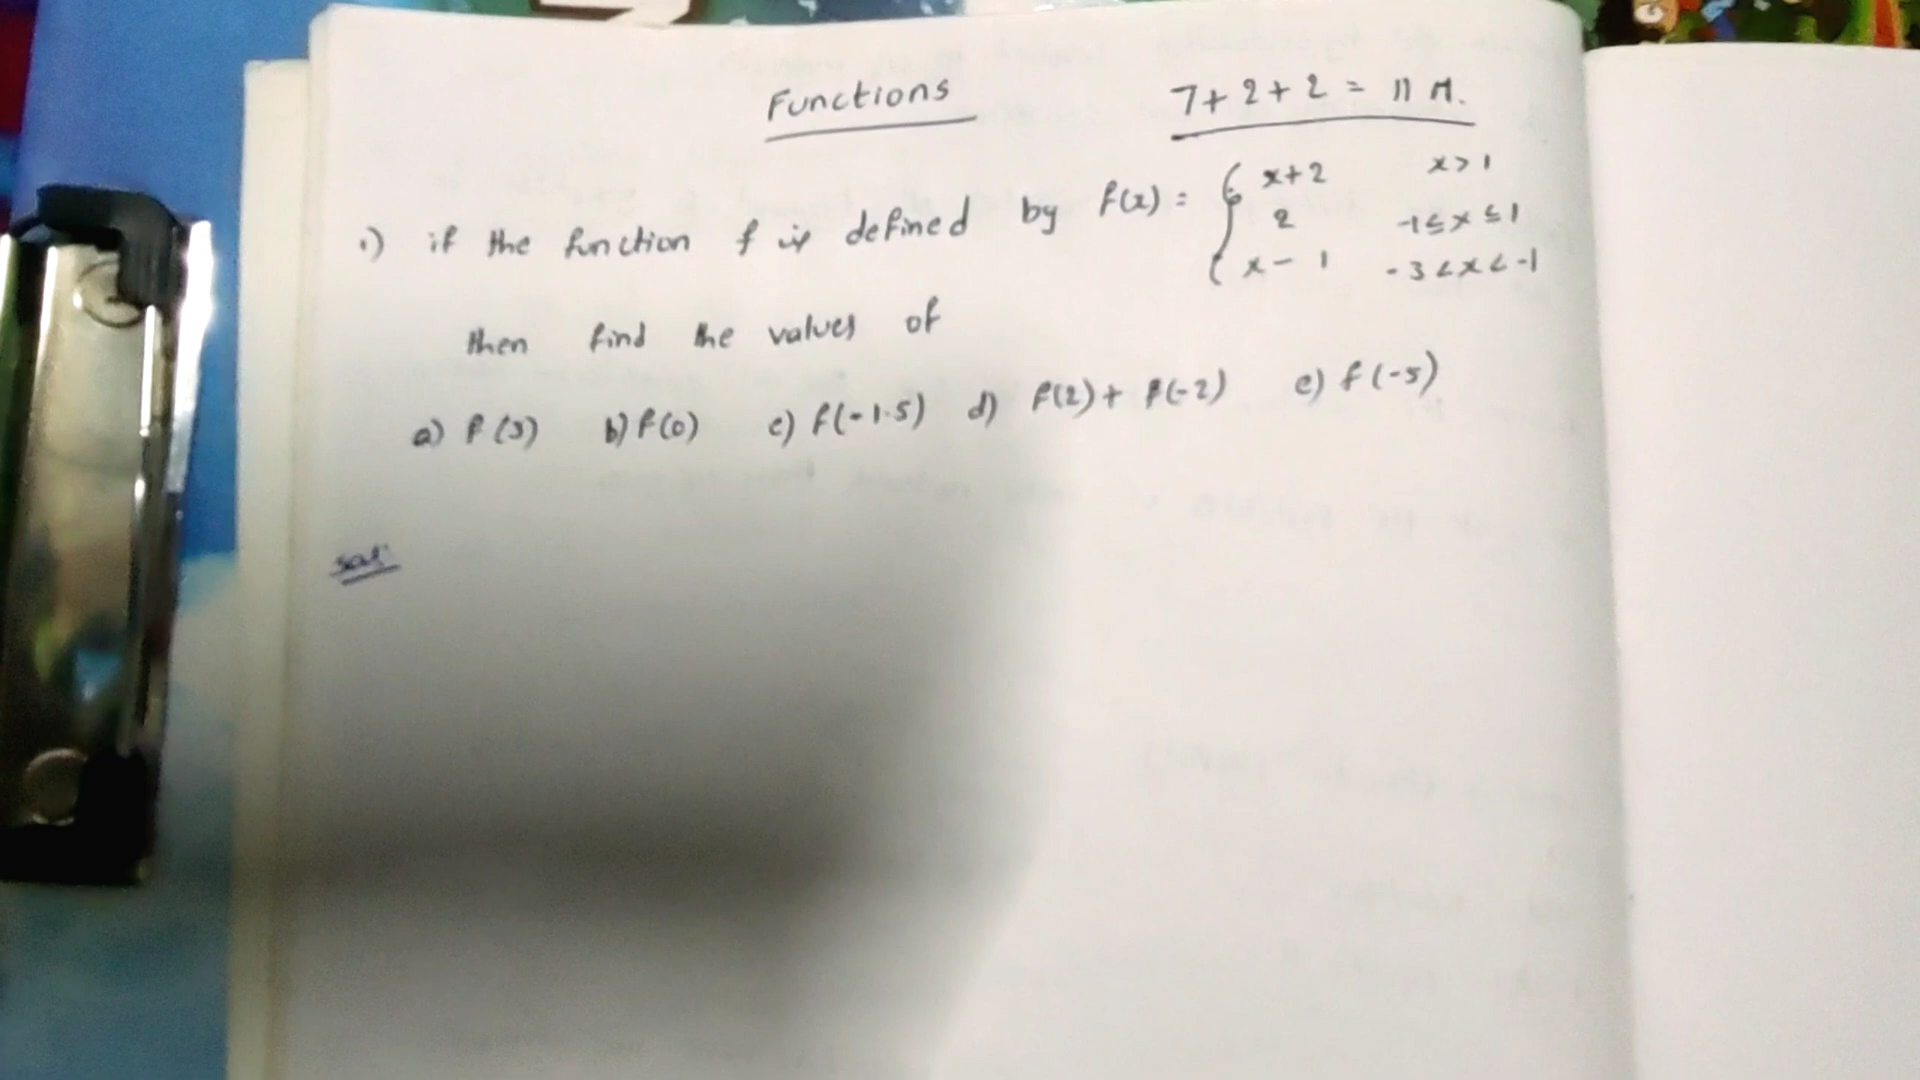 Functions 7+2+2 = 11 M.
1) if the function f is defined by f(x) = { x+2 x>1
2 -1≤x≤1
x-1 -3<x<-1
then find the values of
a) f(3) b) f(0) c) f(-1.5) d) f(2)+ f(-2) e) f(-5)
sol: